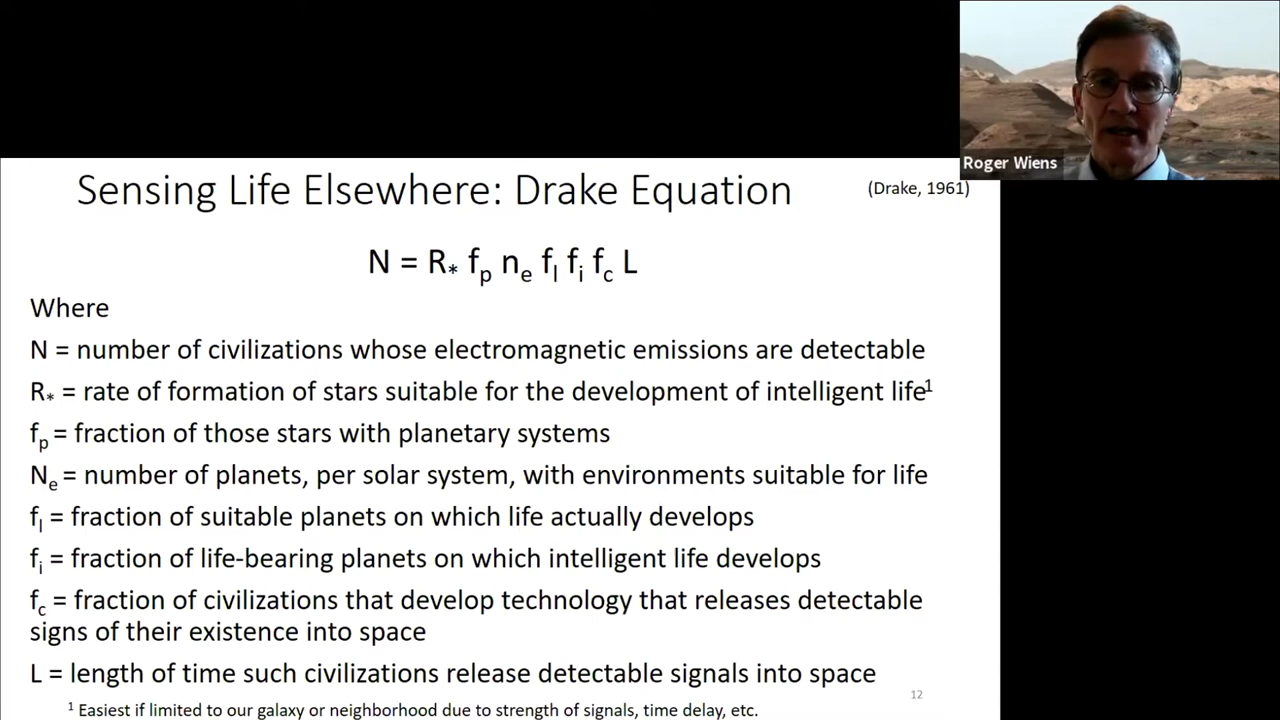 Roger Wiens
Sensing Life Elsewhere: Drake Equation
(Drake, 1961)
N = R* fp ne fl fi fc L
Where
N = number of civilizations whose electromagnetic emissions are detectable
R* = rate of formation of stars suitable for the development of intelligent life¹
fp = fraction of those stars with planetary systems
Ne = number of planets, per solar system, with environments suitable for life
fl = fraction of suitable planets on which life actually develops
fi = fraction of life-bearing planets on which intelligent life develops
fc = fraction of civilizations that develop technology that releases detectable
signs of their existence into space
L = length of time such civilizations release detectable signals into space
12
¹ Easiest if limited to our galaxy or neighborhood due to strength of signals, time delay, etc.